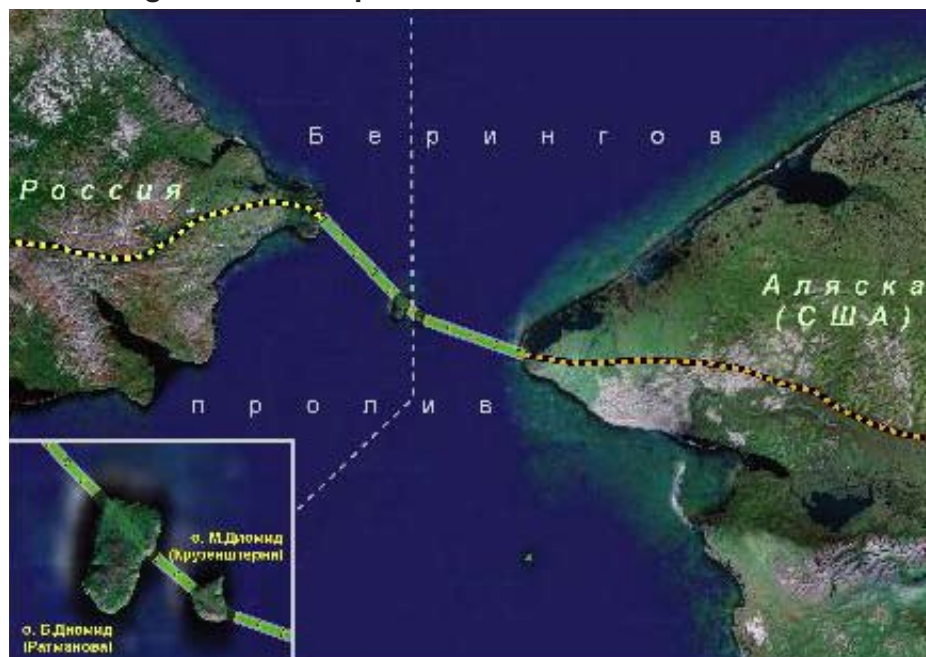 Берингов
Россия
Аляска
(США)
пролив
о. М.Диомид
(Крузенштерна)
о. Б.Диомид
(Ратманова)